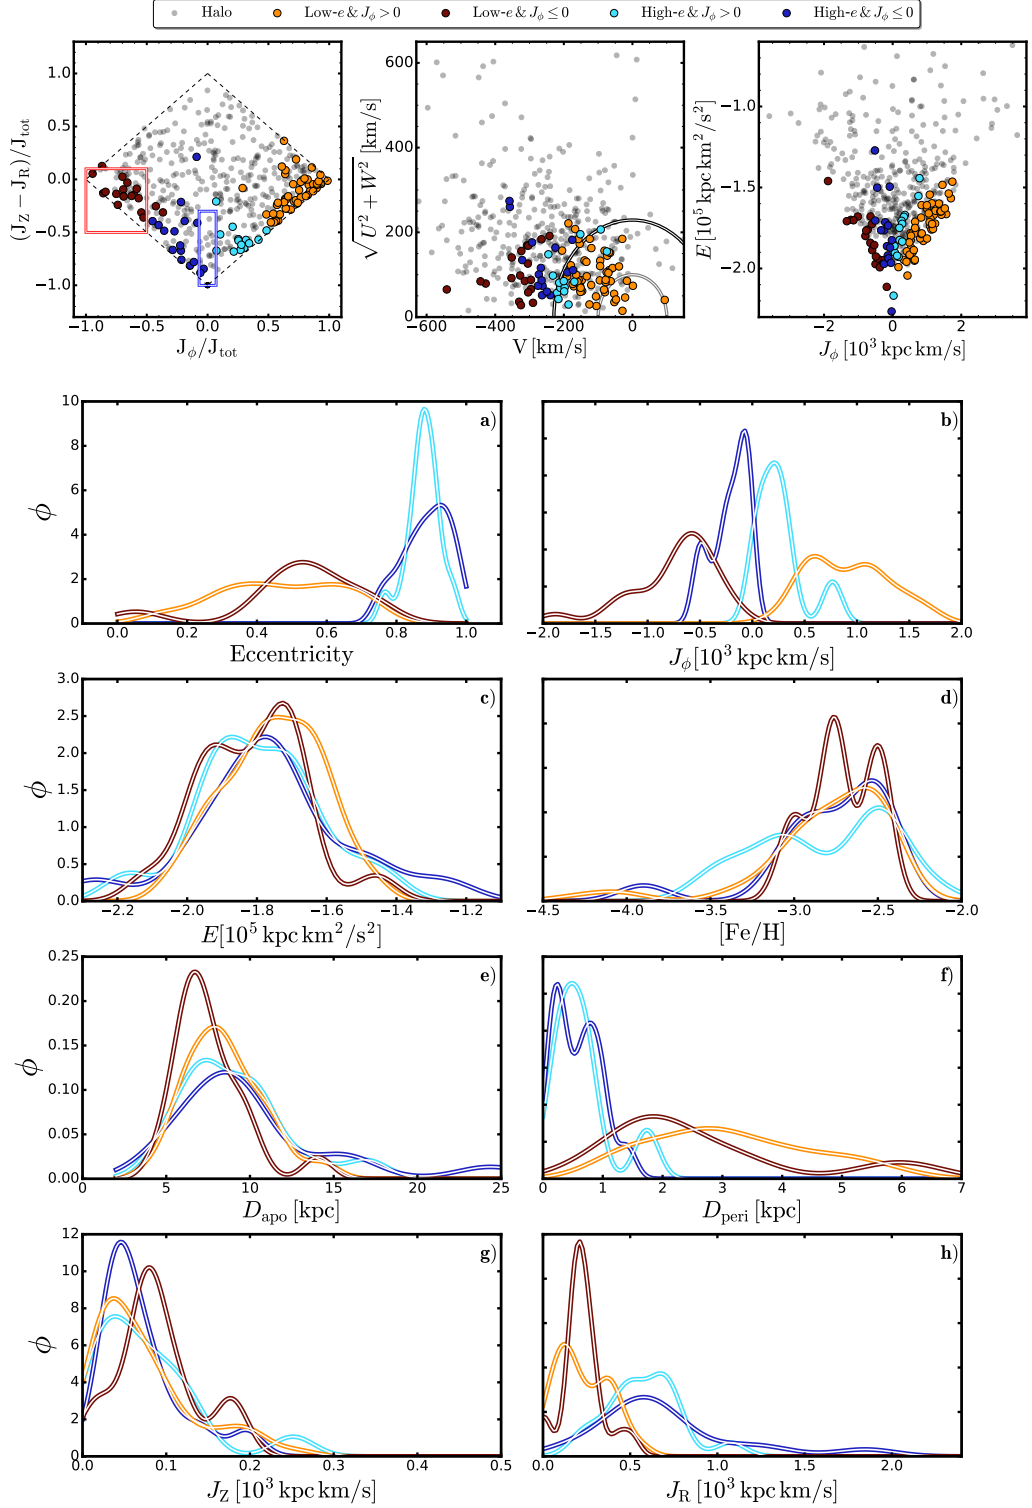 Halo Low-e & J_ϕ > 0 Low-e & J_ϕ ≤ 0 High-e & J_ϕ > 0 High-e & J_ϕ ≤ 0
(J_Z − J_R)/J_tot
1.0
0.5
0.0
−0.5
−1.0
−1.0 −0.5 0.0 0.5 1.0
J_ϕ/J_tot
√U² + W² [km/s]
600
400
200
0
−600 −400 −200 0
V [km/s]
E [10⁵ kpc km²/s²]
−1.0
−1.5
−2.0
−2 0 2
J_ϕ [10³ kpc km/s]
a)
ϕ
10
8
6
4
2
0
0.0 0.2 0.4 0.6 0.8 1.0
Eccentricity
b)
−2.0 −1.5 −1.0 −0.5 0.0 0.5 1.0 1.5 2.0
J_ϕ [10³ kpc km/s]
c)
ϕ
3.0
2.5
2.0
1.5
1.0
0.5
0.0
−2.2 −2.0 −1.8 −1.6 −1.4 −1.2
E[10⁵ kpc km²/s²]
d)
−4.5 −4.0 −3.5 −3.0 −2.5 −2.0
[Fe/H]
e)
ϕ
0.25
0.20
0.15
0.10
0.05
0.00
0 5 10 15 20 25
D_apo [kpc]
f)
0 1 2 3 4 5 6 7
D_peri [kpc]
g)
ϕ
12
10
8
6
4
2
0
0.0 0.1 0.2 0.3 0.4 0.5
J_Z [10³ kpc km/s]
h)
0.0 0.5 1.0 1.5 2.0
J_R [10³ kpc km/s]